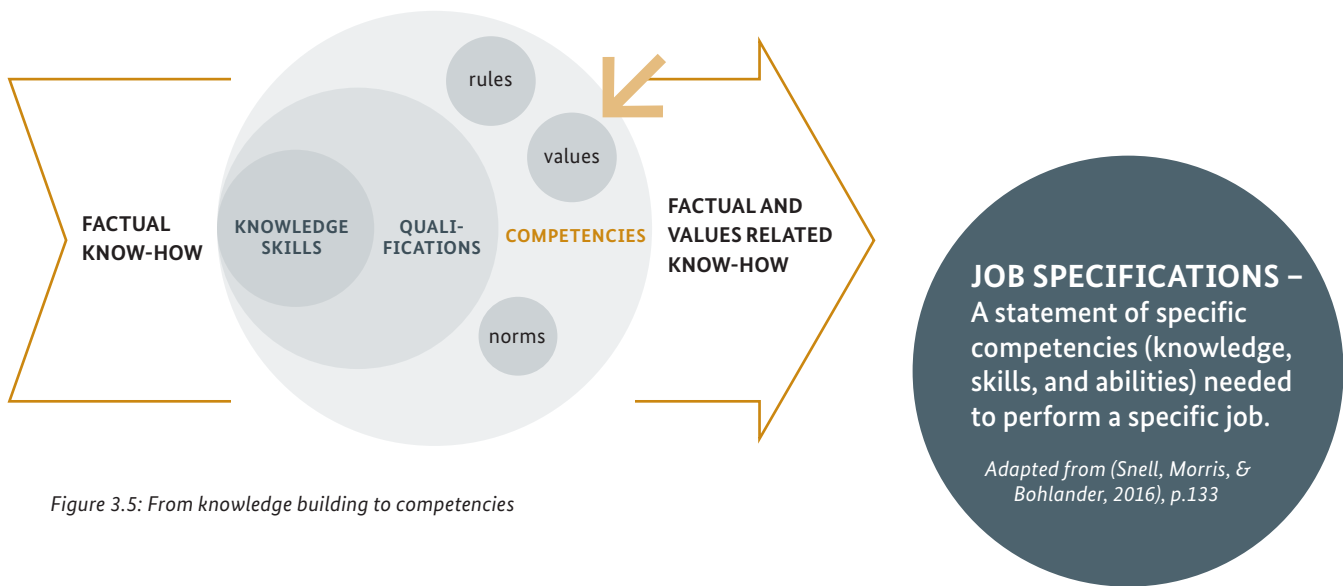 rules
values
FACTUAL
KNOW-HOW
KNOWLEDGE
SKILLS
QUALI-
FICATIONS
COMPETENCIES
FACTUAL AND
VALUES RELATED
KNOW-HOW
norms
Figure 3.5: From knowledge building to competencies
JOB SPECIFICATIONS –
A statement of specific
competencies (knowledge,
skills, and abilities) needed
to perform a specific job.
Adapted from (Snell, Morris, &
Bohlander, 2016), p.133